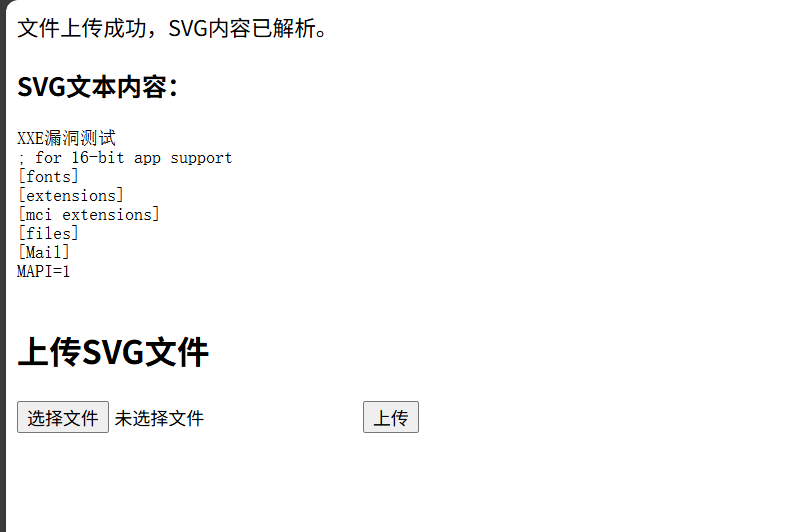 文件上传成功，SVG内容已解析。
SVG文本内容：
XXE漏洞测试
; for 16-bit app support
[fonts]
[extensions]
[mci extensions]
[files]
[Mail]
MAPI=1
上传SVG文件
选择文件 未选择文件 上传